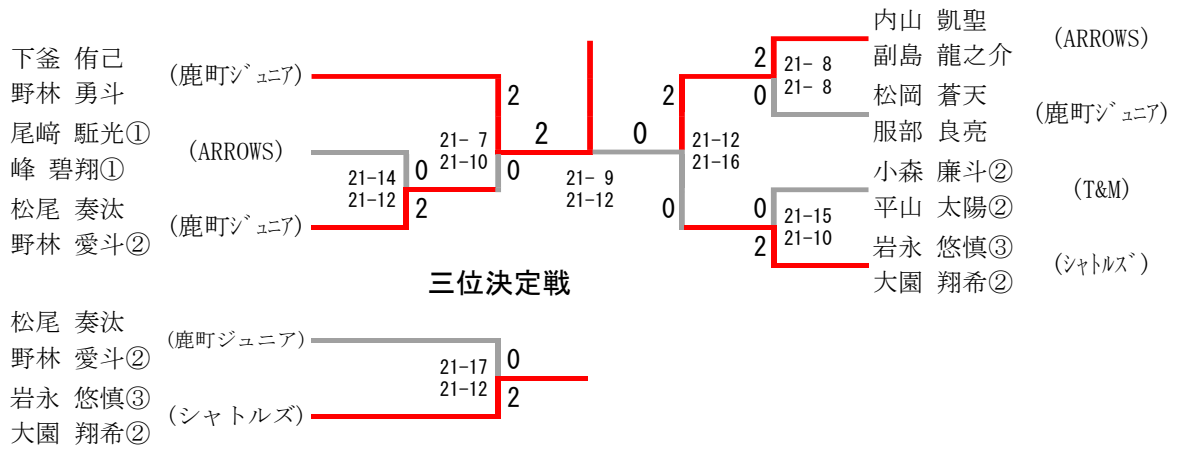 下釜 侑己
(鹿町ジュニア)
野林 勇斗
尾﨑 駈光①
(ARROWS)
峰 碧翔①
松尾 奏汰
(鹿町ジュニア)
野林 愛斗②
21-14
21-12
0
2
21- 7
21-10
2
0
2
0
21- 9
21-12
2
0
21-12
21-16
2
0
21- 8
21- 8
0
2
21-15
21-10
内山 凱聖
(ARROWS)
副島 龍之介
松岡 蒼天
(鹿町ジュニア)
服部 良亮
小森 廉斗②
(T&M)
平山 太陽②
岩永 悠慎③
(シャトルズ)
大園 翔希②
三位決定戦
松尾 奏汰
(鹿町ジュニア)
野林 愛斗②
岩永 悠慎③
(シャトルズ)
大園 翔希②
21-17
21-12
0
2